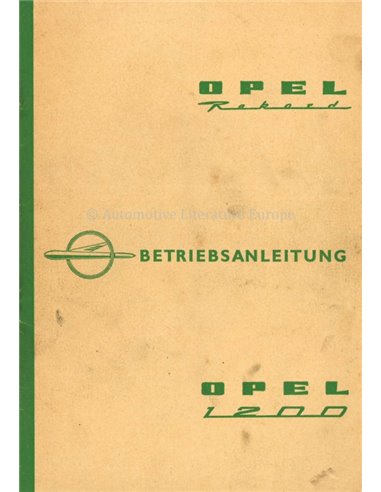 OPEL
Rekord
© Automotive Literature Europe
BETRIEBSANLEITUNG
OPEL
1200